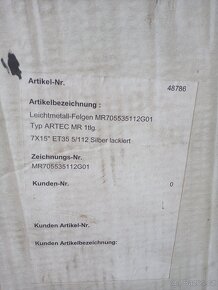 Artikel-Nr.
48786
Artikelbezeichnung :
Leichtmetall-Felgen MR705535112G01
Typ ARTEC MR 1tlg.
7X15" ET35 5/112 Silber lackiert
Zeichnungs-Nr.
MR705535112G01
Kunden-Nr.
0
Kunden Artikel-Nr.:
Kunden Artikelbezeichnung: